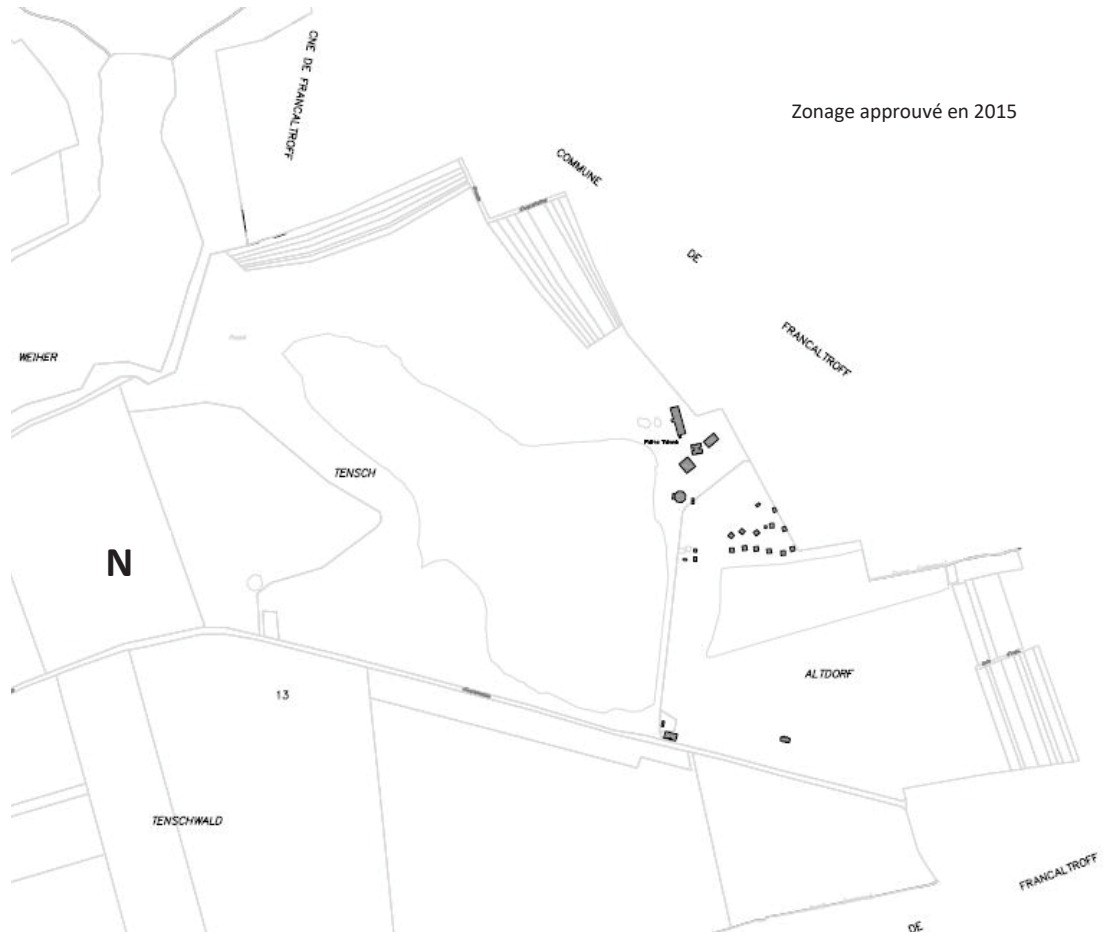 CNE DE FRANCALTROFF
Zonage approuvé en 2015
COMMUNE
DE
FRANCALTROFF
WEIHER
TENSCH
N
ALTDORF
13
TENSCHWALD
FRANCALTROFF
DE